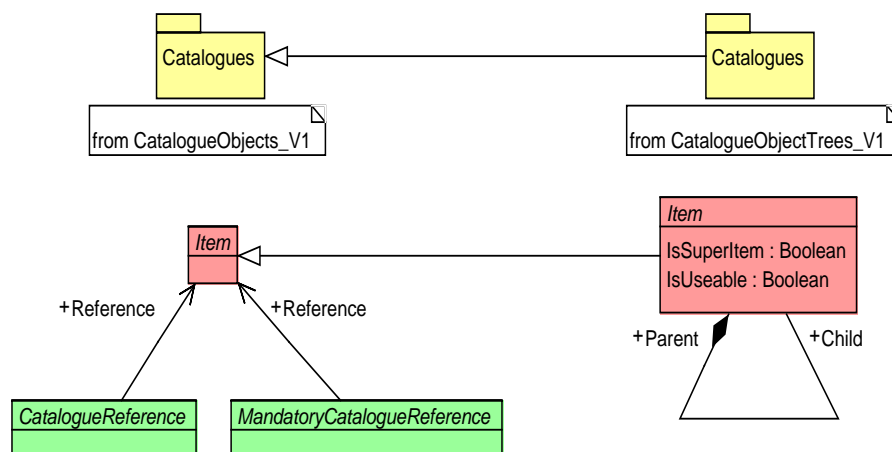 Catalogues
Catalogues
from CatalogueObjects_V1
from CatalogueObjectTrees_V1
Item
Item
IsSuperItem : Boolean
IsUseable : Boolean
+Reference
+Reference
+Parent
+Child
CatalogueReference
MandatoryCatalogueReference